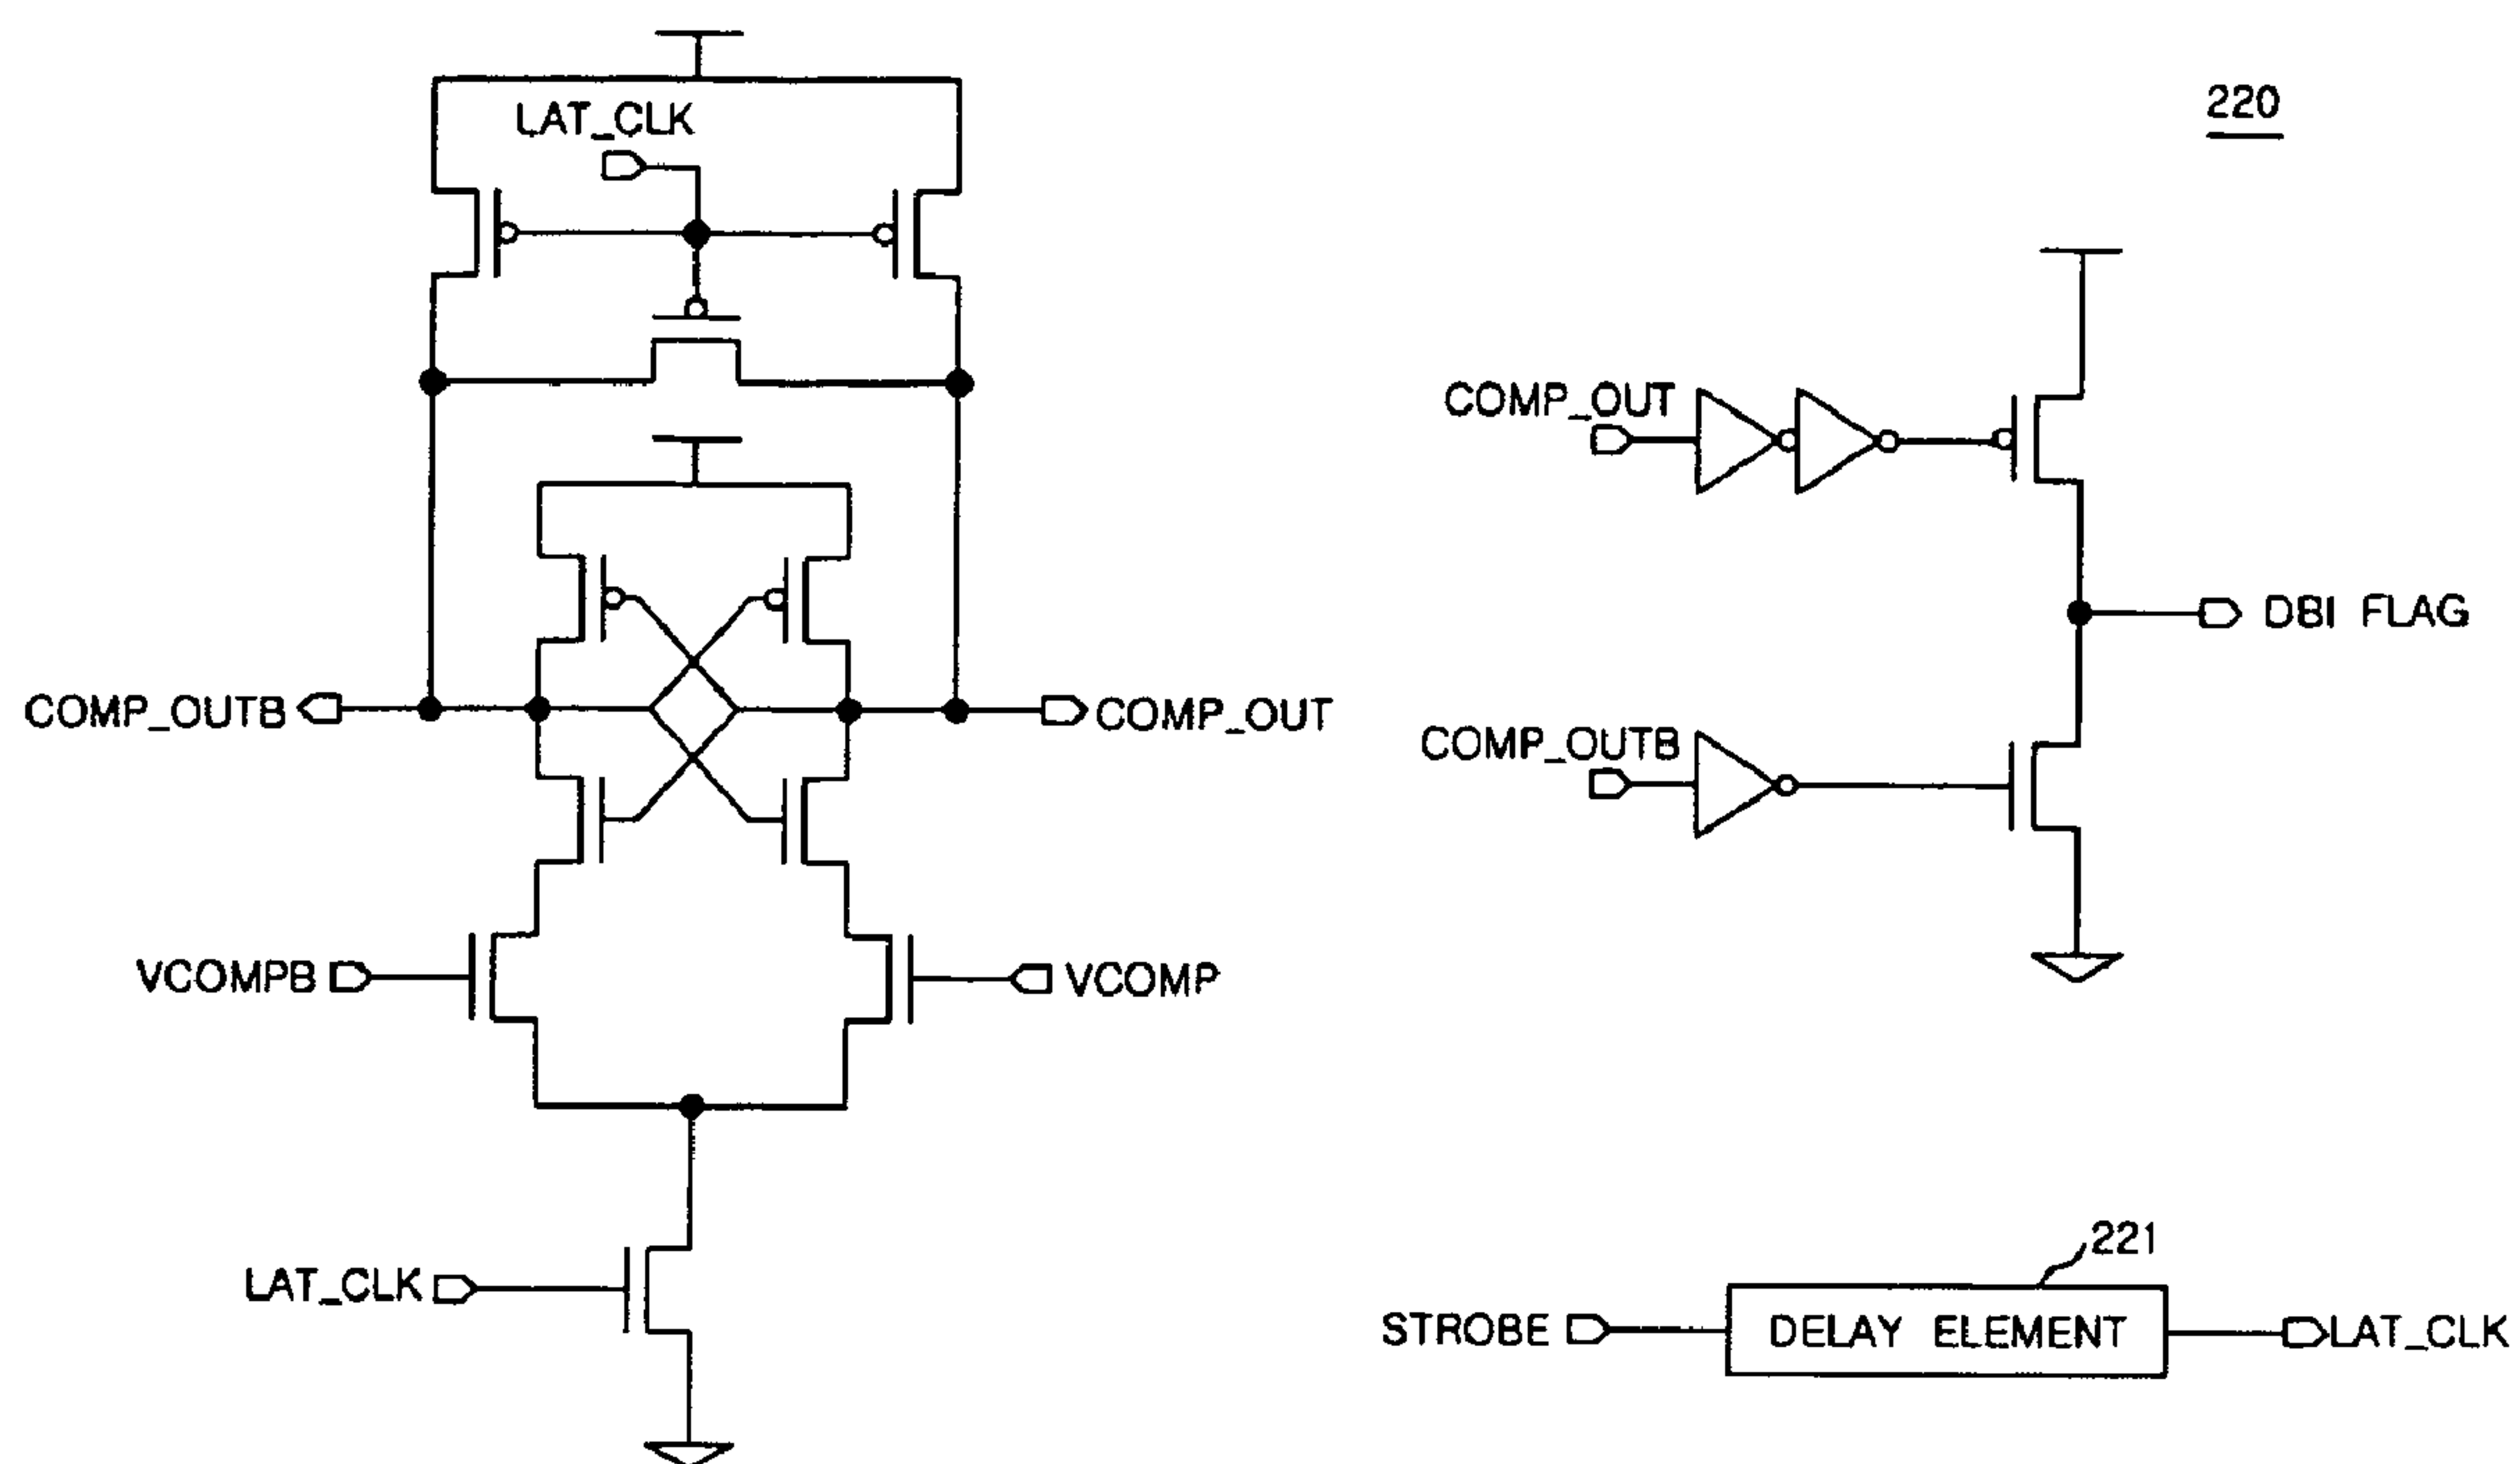 220
LAT_CLK
COMP_OUT
DBI FLAG
COMP_OUTB
COMP_OUT
COMP_OUTB
VCOMPB
VCOMP
LAT_CLK
221
STROBE
DELAY ELEMENT
LAT_CLK